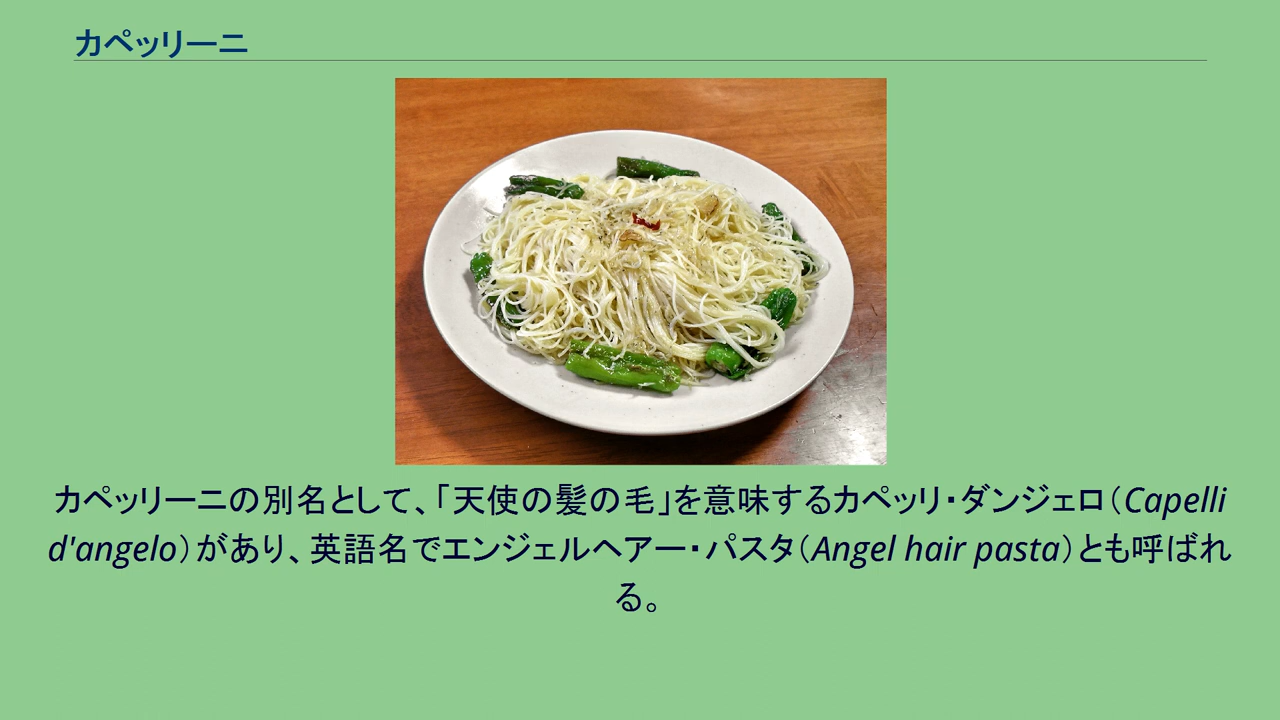 カペッリーニ
カペッリーニの別名として、「天使の髪の毛」を意味するカペッリ・ダンジェロ（Capelli
d'angelo）があり、英語名でエンジェルヘアー・パスタ（Angel hair pasta）とも呼ばれ
る。